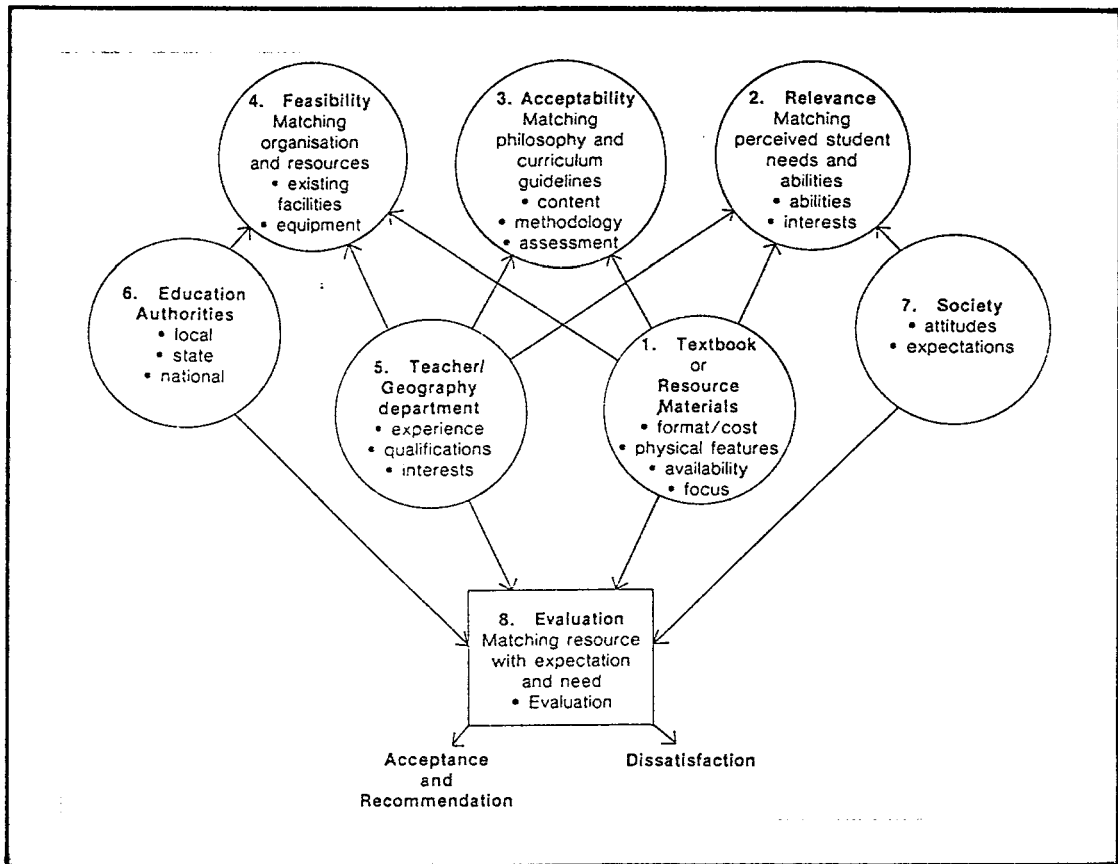 4. Feasibility
Matching
organisation
and resources
• existing
facilities
• equipment
3. Acceptability
Matching
philosophy and
curriculum
guidelines
• content
• methodology
• assessment
2. Relevance
Matching
perceived student
needs and
abilities
• abilities
• interests
6. Education
Authorities
• local
• state
• national
5. Teacher/
Geography
department
• experience
• qualifications
• interests
1. Textbook
or
Resource
Materials
• format/cost
• physical features
• availability
• focus
7. Society
• attitudes
• expectations
8. Evaluation
Matching resource
with expectation
and need
• Evaluation
Acceptance
and
Recommendation
Dissatisfaction